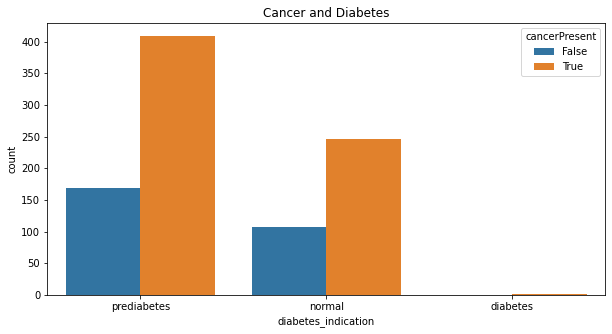 Cancer and Diabetes
cancerPresent
False
True
400
350
300
250
200
150
100
50
0
count
prediabetes normal diabetes
diabetes_indication